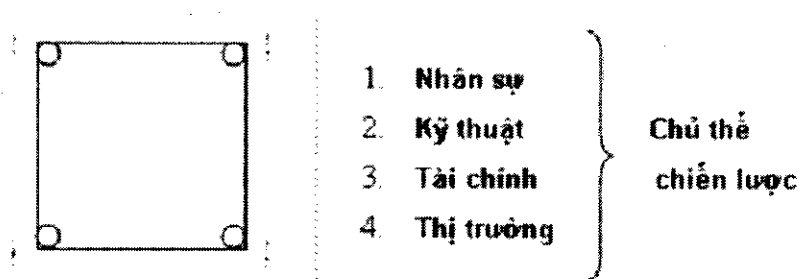 1. Nhân sự
2. Kỹ thuật
3. Tài chính
4. Thị trường
Chủ thể
chiến lược